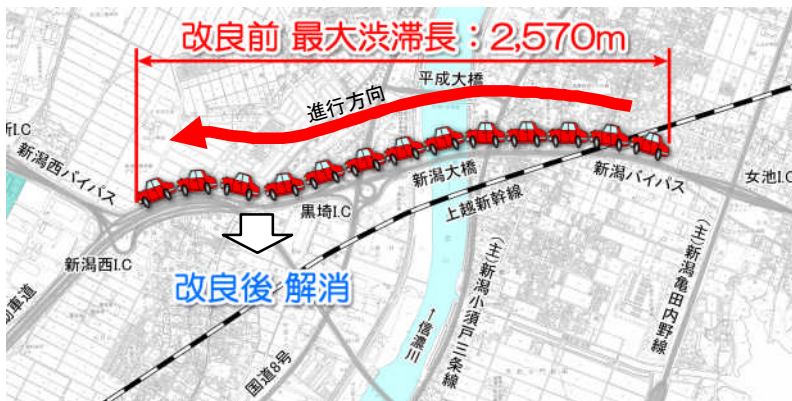 改良前 最大渋滞長：2,570m
平成大橋
進行方向
新潟西バイパス
新潟大橋
新潟バイパス
女池I.C
黒埼I.C
上越新幹線
新潟西I.C
改良後 解消
(主)新潟亀田内野線
(主)新潟小須戸三条線
←信濃川
国道8号
動車道